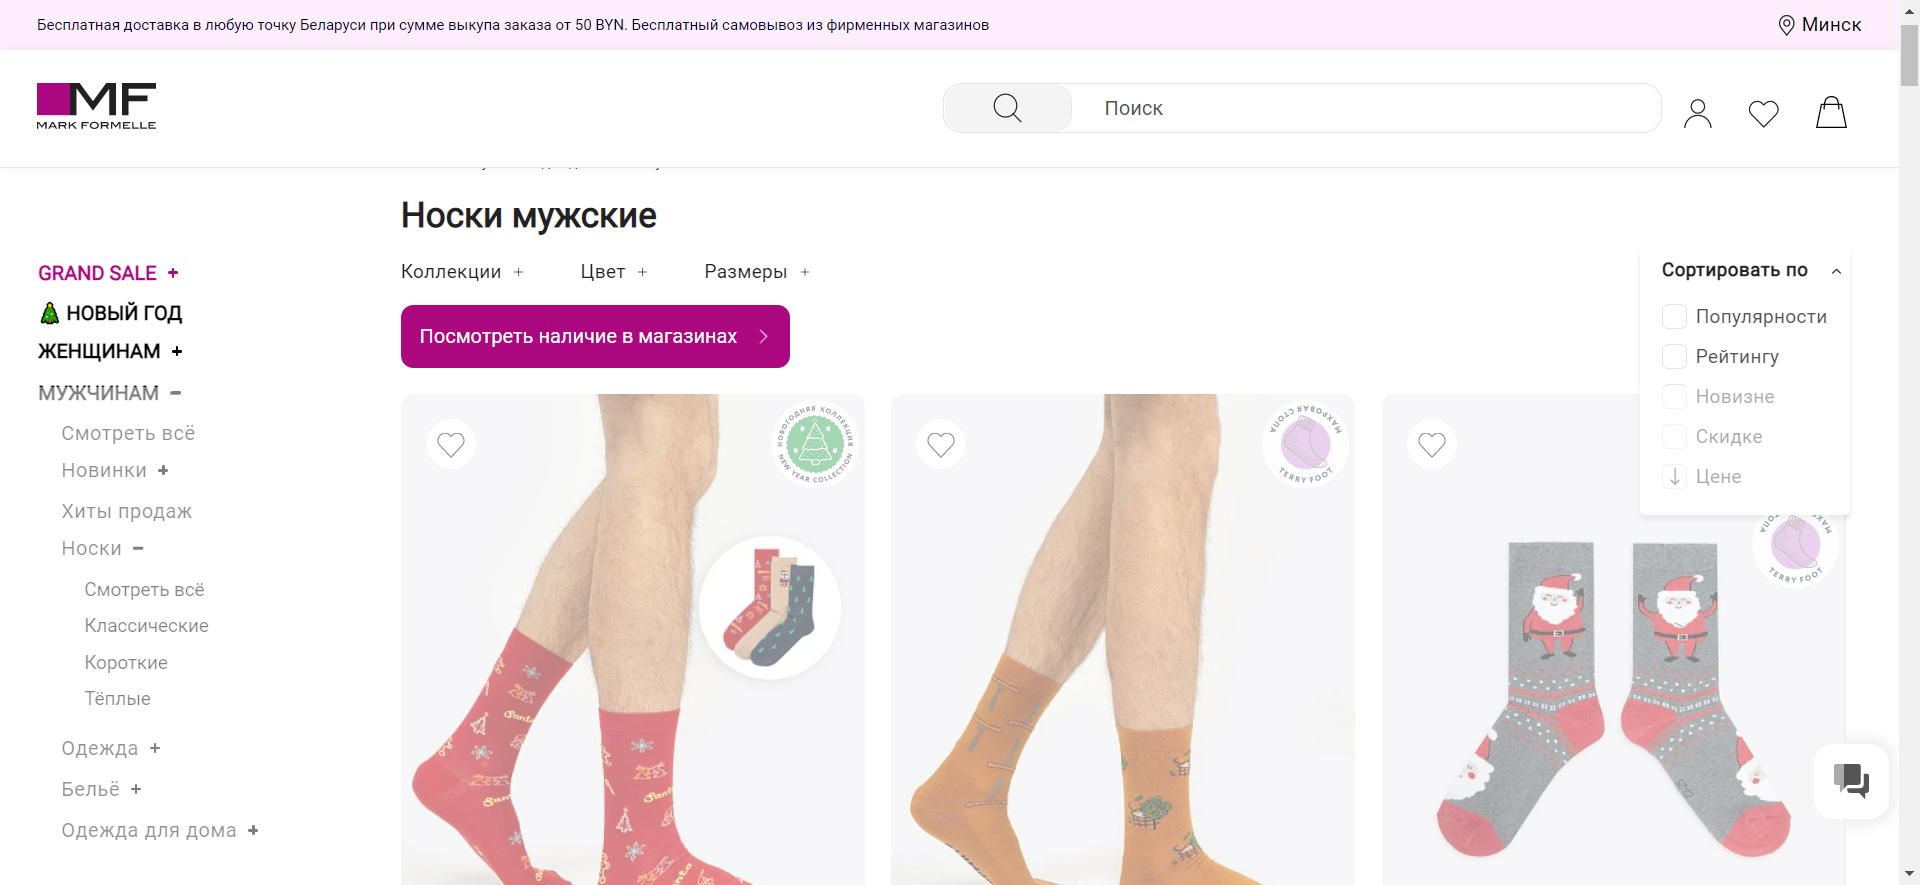 Бесплатная доставка в любую точку Беларуси при сумме выкупа заказа от 50 BYN. Бесплатный самовывоз из фирменных магазинов
Минск
MF
MARK FORMELLE
Поиск
Носки мужские
Коллекции +
Цвет +
Размеры +
Сортировать по
Популярности
Рейтингу
Новизне
Скидке
Цене
Посмотреть наличие в магазинах
GRAND SALE +
НОВЫЙ ГОД
ЖЕНЩИНАМ +
МУЖЧИНАМ –
Смотреть всё
Новинки +
Хиты продаж
Носки –
Смотреть всё
Классические
Короткие
Тёплые
Одежда +
Бельё +
Одежда для дома +
НОВОГОДНЯЯ КОЛЛЕКЦИЯ
NEW YEAR COLLECTION
МАХРОВАЯ СТОПА
TERRY FOOT
TERRY FOOT
Santa
Santa
Santa